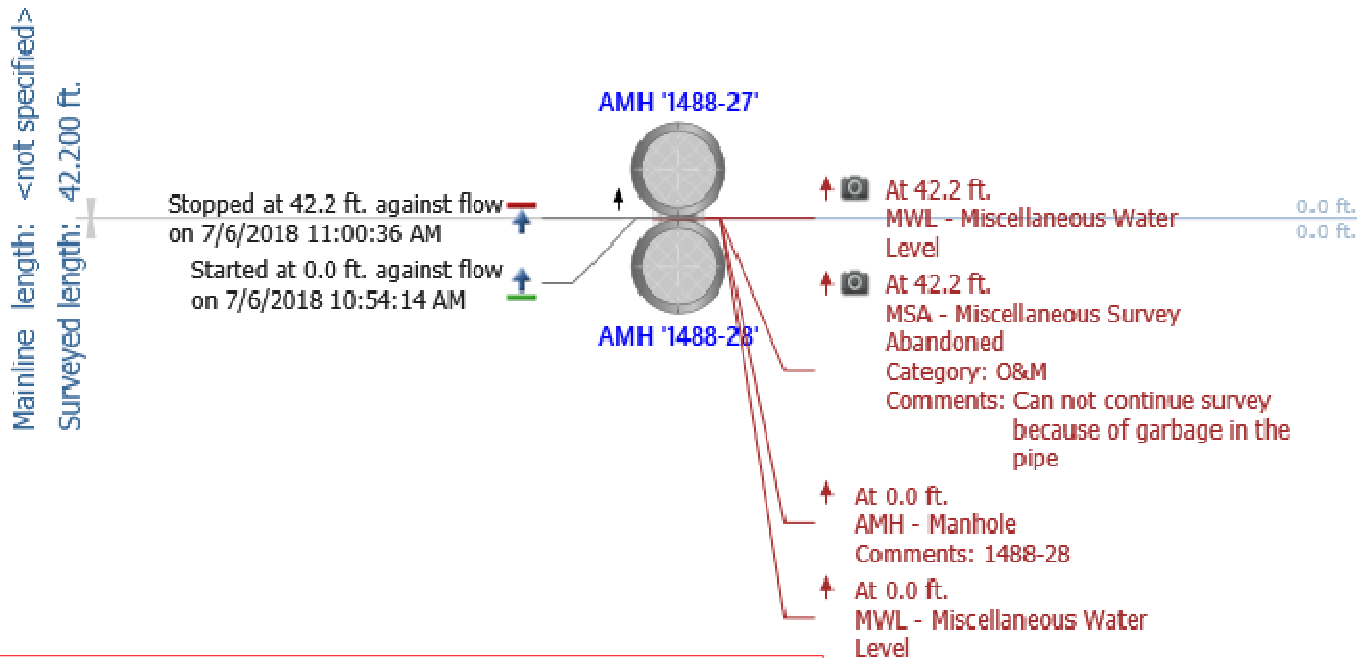 Mainline length: <not specified>
Surveyed length: 42.200 ft.
AMH '1488-27'
Stopped at 42.2 ft. against flow
on 7/6/2018 11:00:36 AM
Started at 0.0 ft. against flow
on 7/6/2018 10:54:14 AM
AMH '1488-28'
At 42.2 ft.
MWL - Miscellaneous Water
Level
0.0 ft.
0.0 ft.
At 42.2 ft.
MSA - Miscellaneous Survey
Abandoned
Category: O&M
Comments: Can not continue survey
because of garbage in the
pipe
At 0.0 ft.
AMH - Manhole
Comments: 1488-28
At 0.0 ft.
MWL - Miscellaneous Water
Level